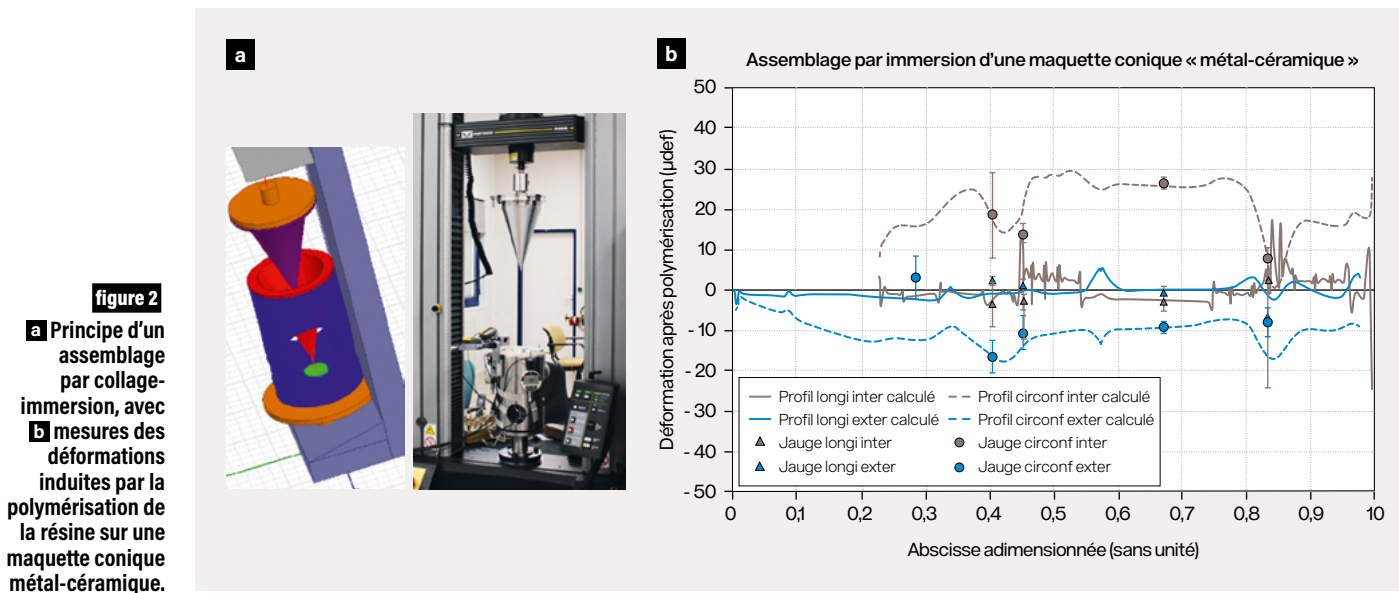 figure 2
a Principe d'un
assemblage
par collage-
immersion, avec
b mesures des
déformations
induites par la
polymérisation de
la résine sur une
maquette conique
métal-céramique.
a
b
Assemblage par immersion d'une maquette conique « métal-céramique »
Déformation après polymérisation (µdef)
50
40
30
20
10
0
- 10
- 20
- 30
- 40
- 50
Profil longi inter calculé
Profil circonf inter calculé
Profil longi exter calculé
Profil circonf exter calculé
Jauge longi inter
Jauge circonf inter
Jauge longi exter
Jauge circonf exter
0 0,1 0,2 0,3 0,4 0,5 0,6 0,7 0,8 0,9 10
Abscisse adimensionnée (sans unité)